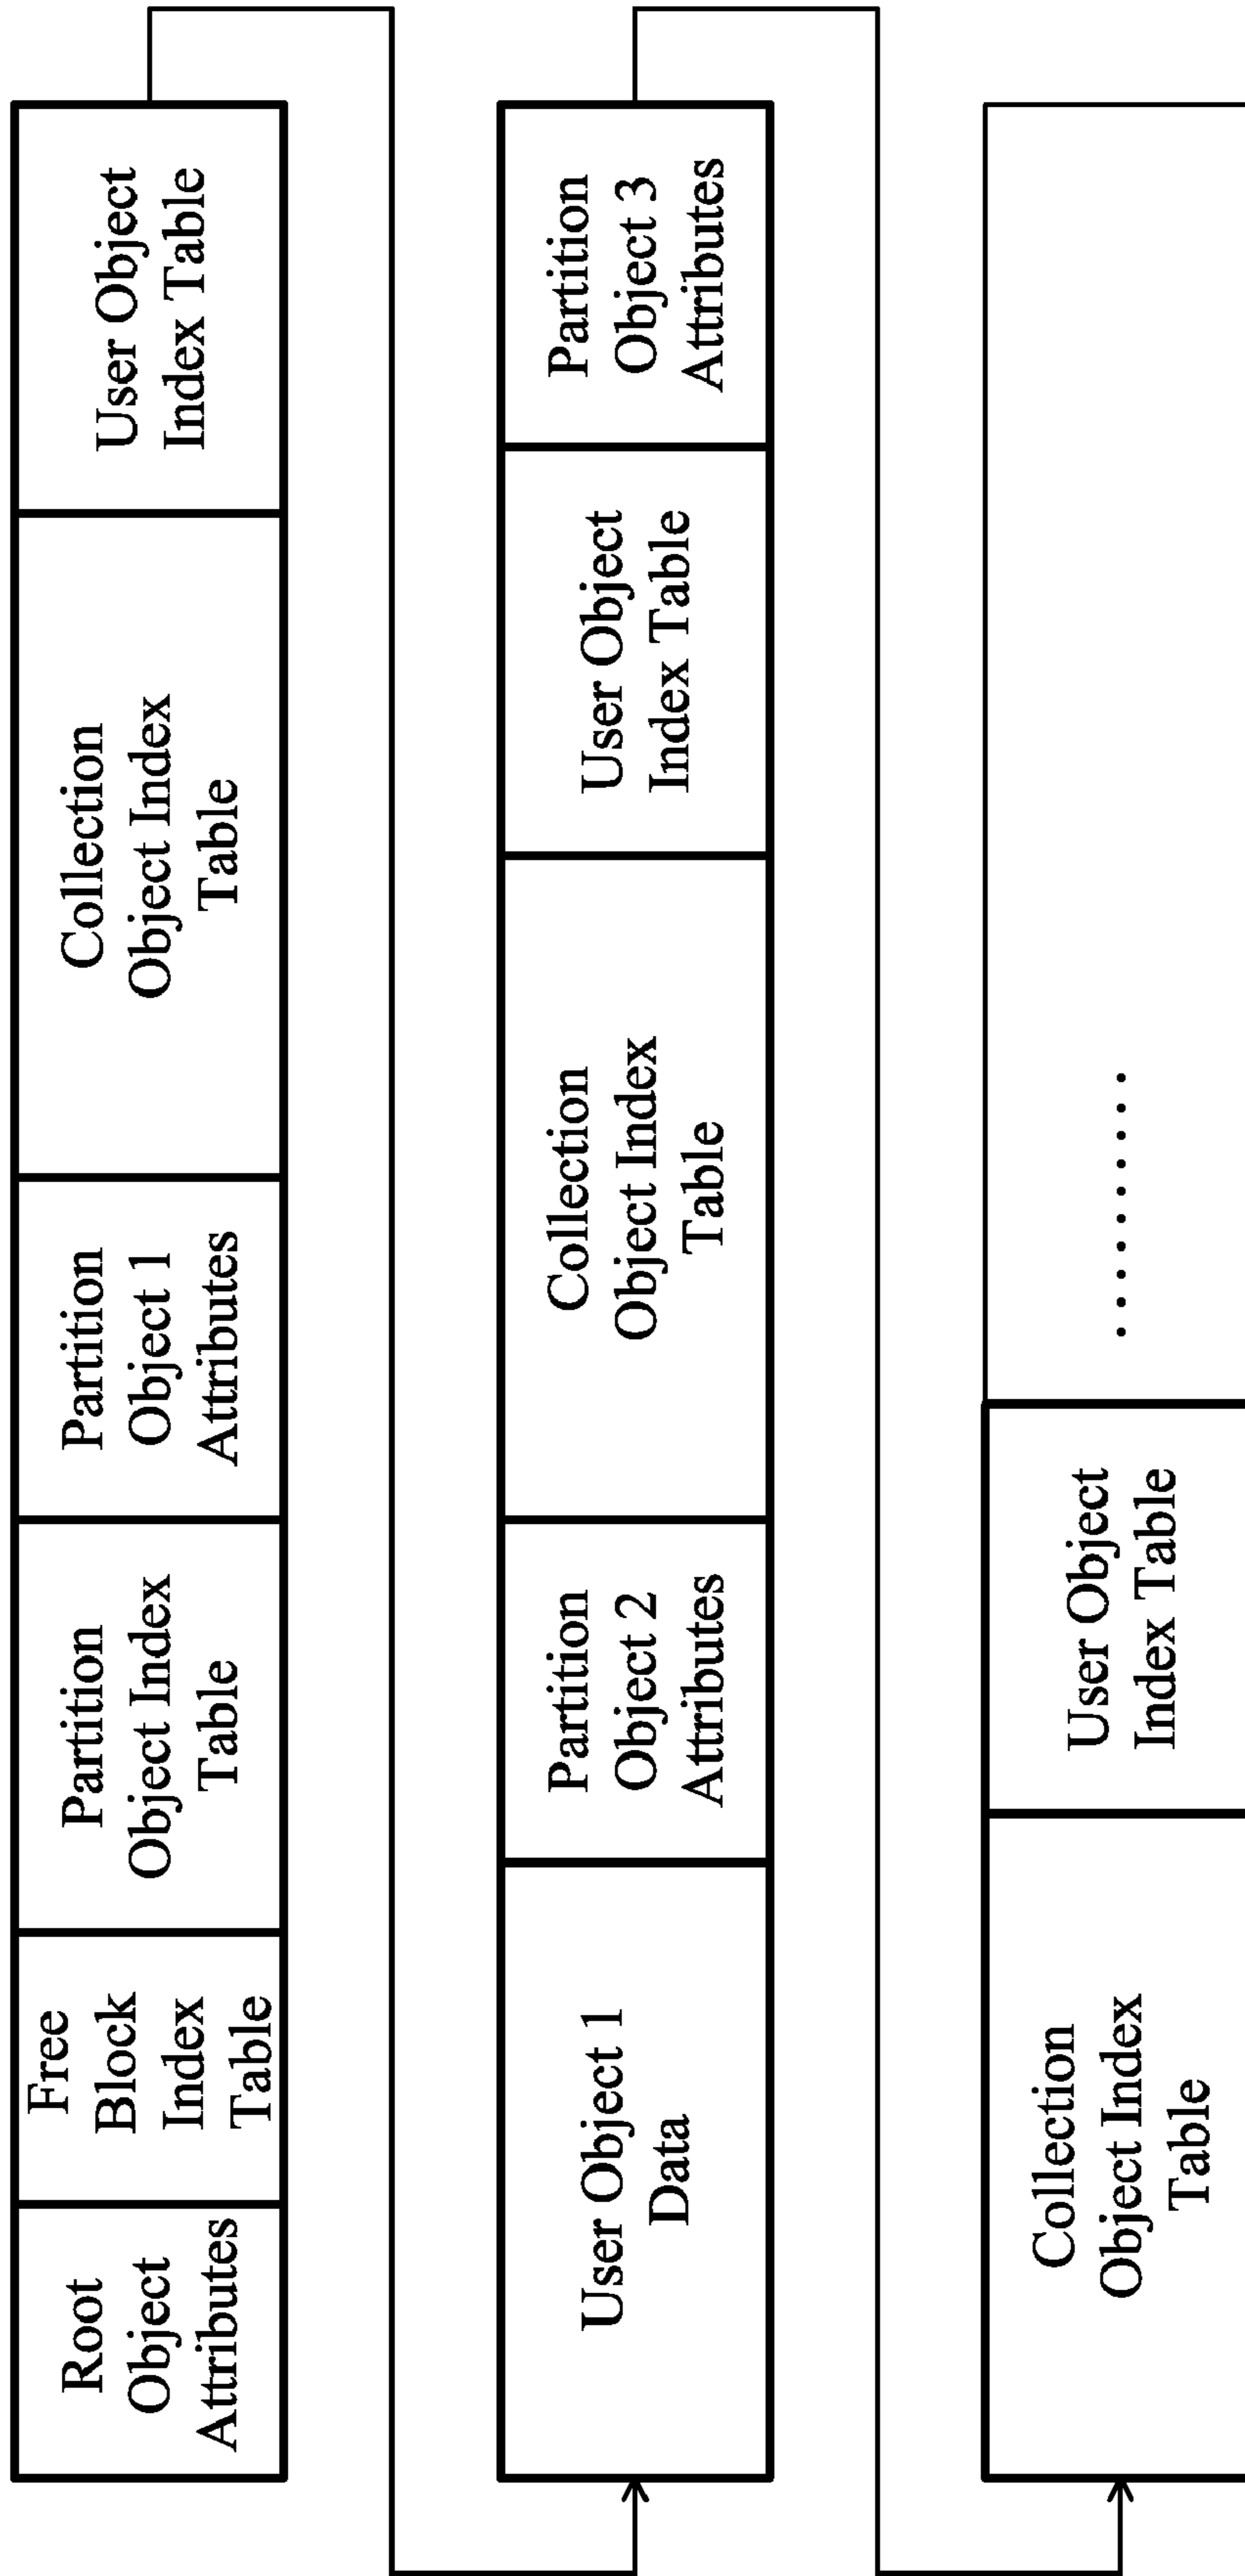 Root
Object
Attributes
Free
Block
Index
Table
Partition
Object Index
Table
Partition
Object 1
Attributes
Collection
Object Index
Table
User Object
Index Table
User Object 1
Data
Partition
Object 2
Attributes
Collection
Object Index
Table
User Object
Index Table
Partition
Object 3
Attributes
Collection
Object Index
Table
User Object
Index Table
..........